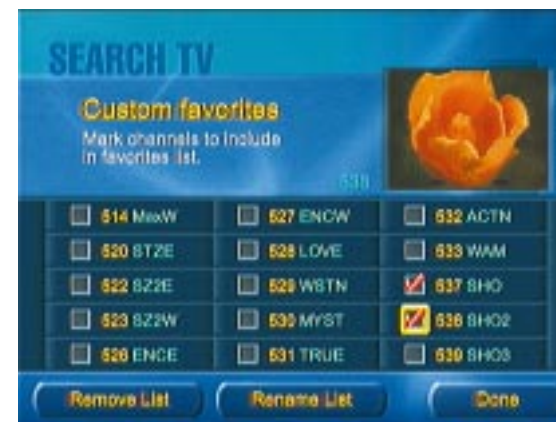 SEARCH TV
Custom favorites
Mark channels to include
in favorites list.
538
514 MaxW 527 ENCW 532 ACTN
520 STZE 528 LOVE 533 WAM
522 SZ2E 529 WSTN 537 SHO
523 SZ2W 530 MYST 538 SHO2
526 ENCE 531 TRUE 539 SHO3
Remove List Rename List Done